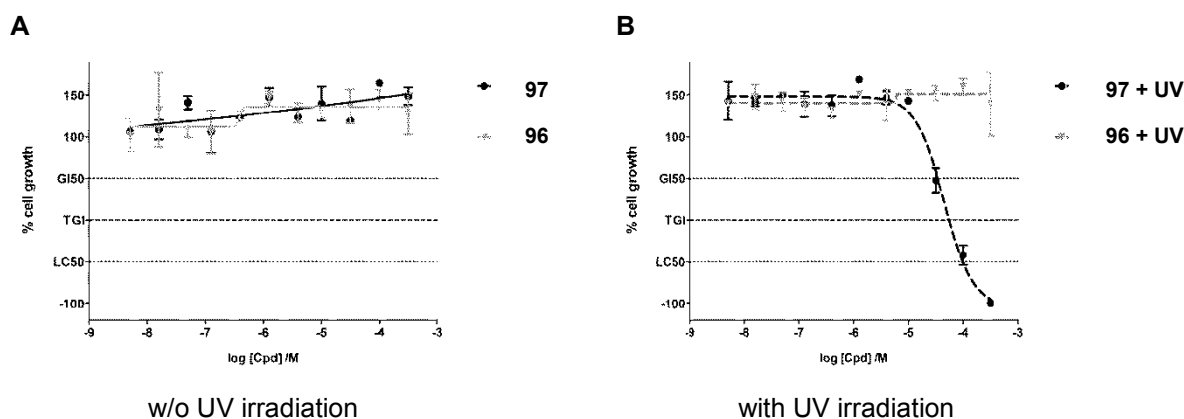 A
B
150
100
GI50
TGI
LC50
-100
% cell growth
-9 -8 -7 -6 -5 -4 -3
log [Cpd] /M
w/o UV irradiation
97
96
150
100
GI50
TGI
LC50
-100
% cell growth
-9 -8 -7 -6 -5 -4 -3
log [Cpd] /M
with UV irradiation
97 + UV
96 + UV